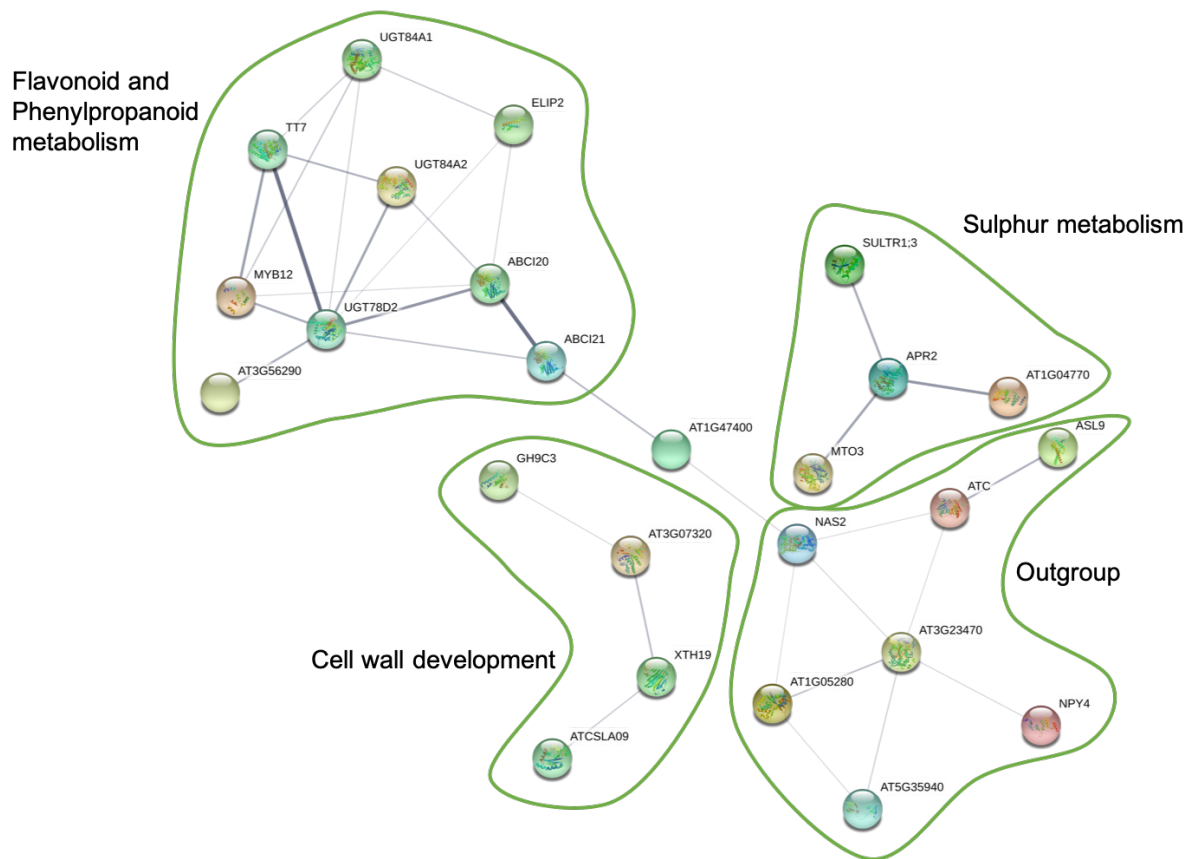 UGT84A1
Flavonoid and
Phenylpropanoid
metabolism
ELIP2
TT7
UGT84A2
Sulphur metabolism
SULTR1;3
MYB12
ABCI20
UGT78D2
ABCI21
APR2
AT3G56290
AT1G04770
AT1G47400
ASL9
GH9C3
MTO3
ATC
NAS2
AT3G07320
Outgroup
AT3G23470
Cell wall development
XTH19
AT1G05280
NPY4
ATCSLA09
AT5G35940